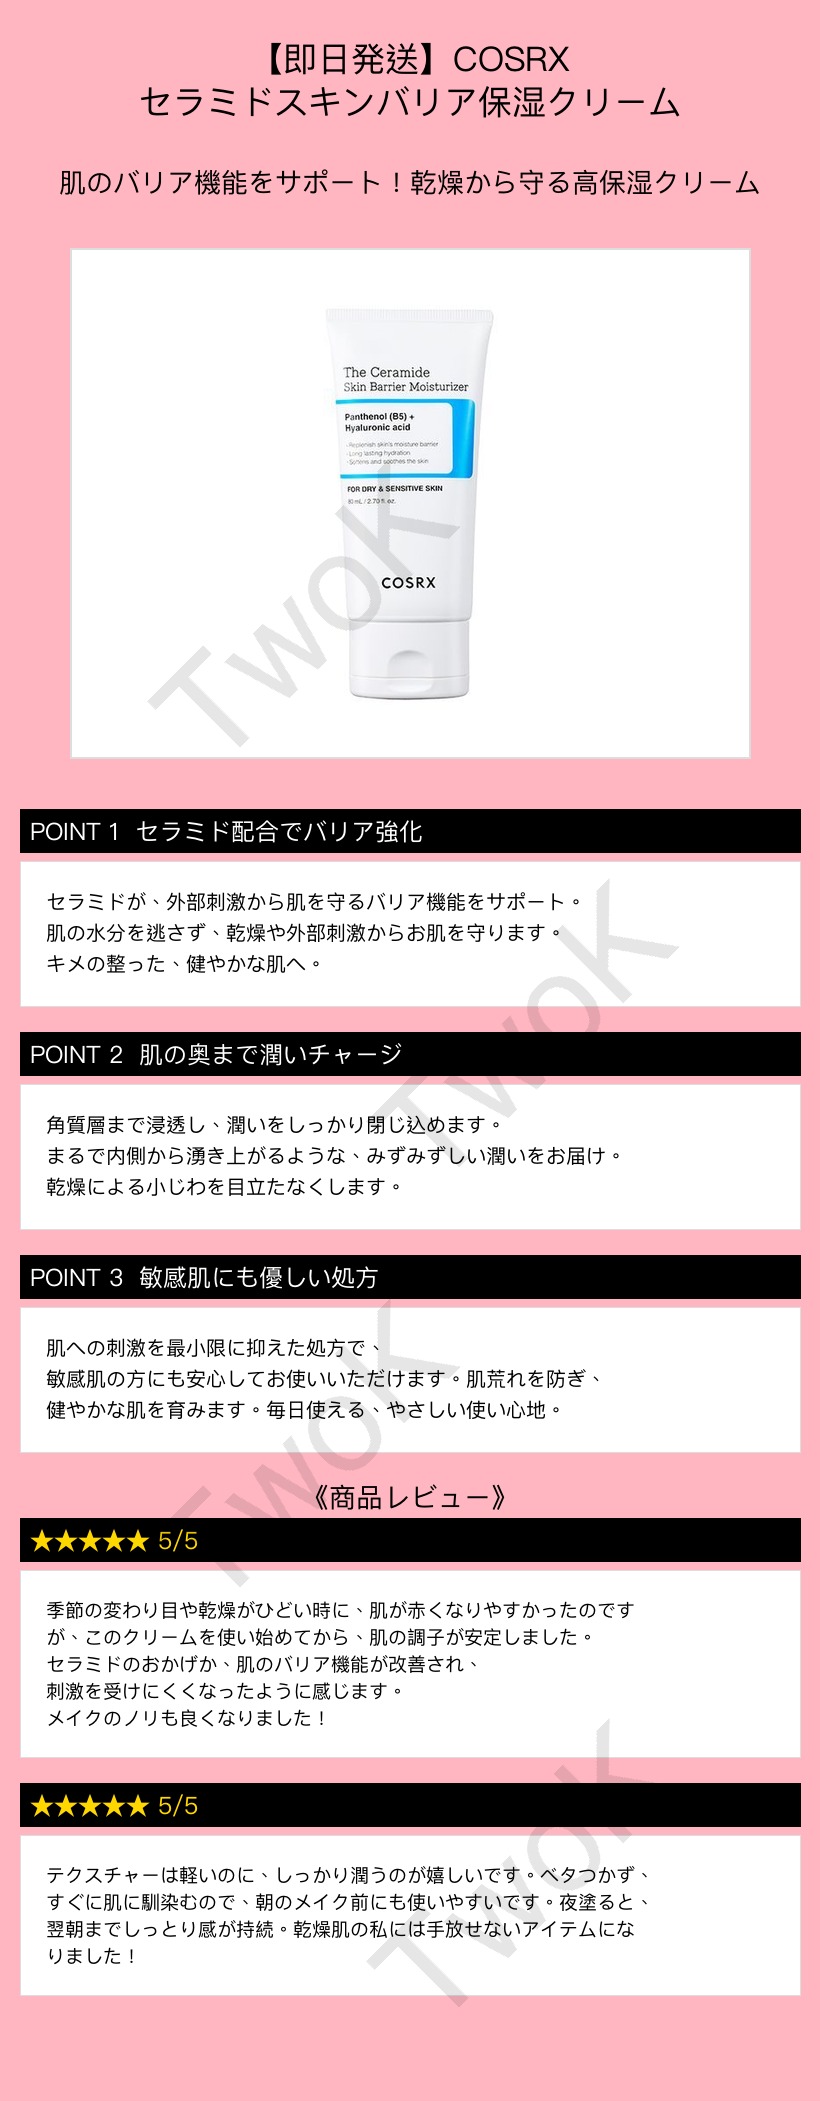 【即日発送】COSRX
セラミドスキンバリア保湿クリーム
肌のバリア機能をサポート！乾燥から守る高保湿クリーム
The Ceramide
Skin Barrier Moisturizer
Panthenol (B5) +
Hyaluronic acid
-Replenish skin's moisture barrier
-Long lasting hydration
-Softens and soothes the skin
FOR DRY & SENSITIVE SKIN
80 mL / 2.70 fl. oz.
COSRX
TwoK
POINT 1 セラミド配合でバリア強化
セラミドが、外部刺激から肌を守るバリア機能をサポート。
肌の水分を逃さず、乾燥や外部刺激からお肌を守ります。
キメの整った、健やかな肌へ。
TwoK
POINT 2 肌の奥まで潤いチャージ
角質層まで浸透し、潤いをしっかり閉じ込めます。
まるで内側から湧き上がるような、みずみずしい潤いをお届け。
乾燥による小じわを目立たなくします。
POINT 3 敏感肌にも優しい処方
肌への刺激を最小限に抑えた処方で、
敏感肌の方にも安心してお使いいただけます。肌荒れを防ぎ、
健やかな肌を育みます。毎日使える、やさしい使い心地。
TwoK
《商品レビュー》
★★★★★ 5/5
季節の変わり目や乾燥がひどい時に、肌が赤くなりやすかったのです
が、このクリームを使い始めてから、肌の調子が安定しました。
セラミドのおかげか、肌のバリア機能が改善され、
刺激を受けにくくなったように感じます。
メイクのノリも良くなりました！
★★★★★ 5/5
テクスチャーは軽いのに、しっかり潤うのが嬉しいです。ベタつかず、
すぐに肌に馴染むので、朝のメイク前にも使いやすいです。夜塗ると、
翌朝までしっとり感が持続。乾燥肌の私には手放せないアイテムにな
りました！
TwoK